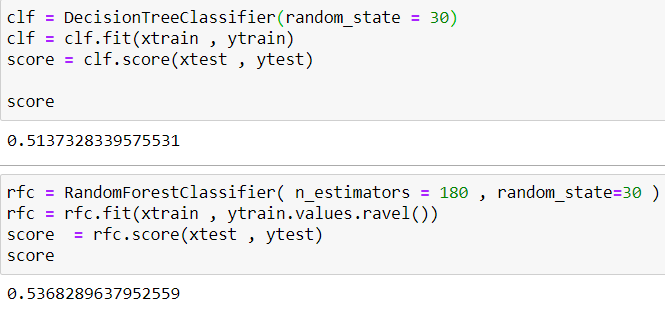 clf = DecisionTreeClassifier(random_state = 30)
clf = clf.fit(xtrain , ytrain)
score = clf.score(xtest , ytest)
score
0.5137328339575531
rfc = RandomForestClassifier( n_estimators = 180 , random_state=30 )
rfc = rfc.fit(xtrain , ytrain.values.ravel())
score  = rfc.score(xtest , ytest)
score
0.5368289637952559